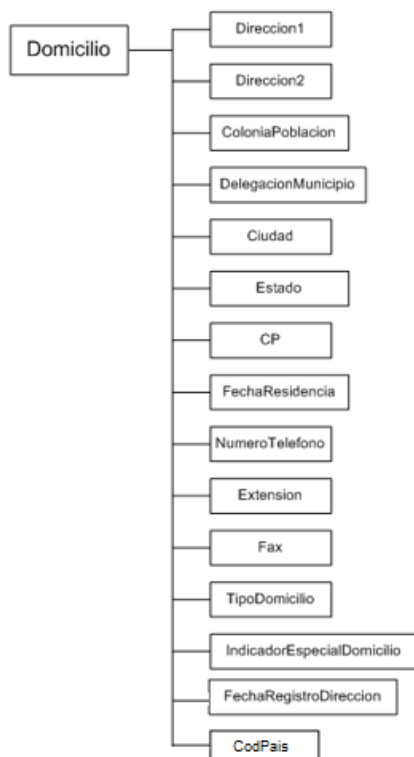 Domicilio
Direccion1
Direccion2
ColoniaPoblacion
DelegacionMunicipio
Ciudad
Estado
CP
FechaResidencia
NumeroTelefono
Extension
Fax
TipoDomicilio
IndicadorEspecialDomicilio
FechaRegistroDireccion
CodPais